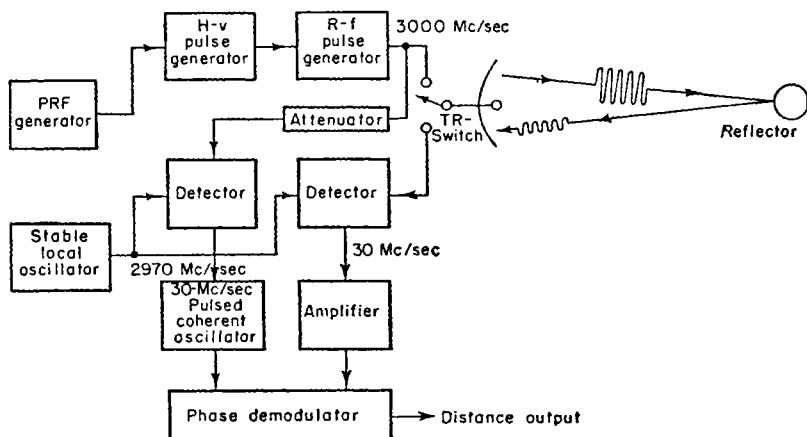 H-v
pulse
generator
R-f
pulse
generator
3000 Mc/sec
PRF
generator
Attenuator
TR-
Switch
Reflector
Detector
Detector
Stable
local
oscillator
2970 Mc/sec
30 Mc/sec
30-Mc/sec
Pulsed
coherent
oscillator
Amplifier
Phase demodulator
Distance output